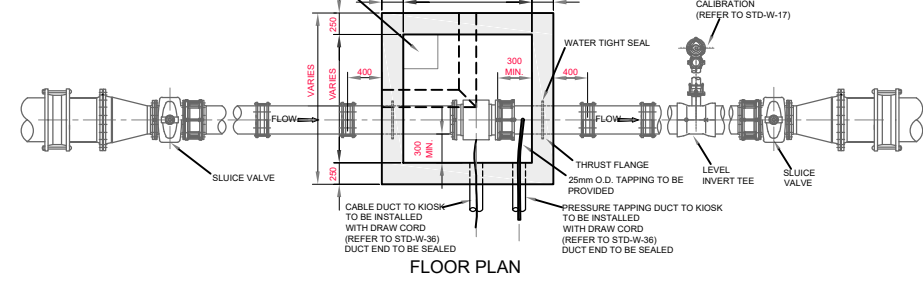 CALIBRATION
(REFER TO STD-W-17)
250
WATER TIGHT SEAL
VARIES
VARIES
400
300
MIN.
400
FLOW
FLOW
300
MIN.
250
SLUICE VALVE
THRUST FLANGE
25mm O.D. TAPPING TO BE
PROVIDED
LEVEL
INVERT TEE
SLUICE
VALVE
CABLE DUCT TO KIOSK
TO BE INSTALLED
WITH DRAW CORD
(REFER TO STD-W-36)
DUCT END TO BE SEALED
PRESSURE TAPPING DUCT TO KIOSK
TO BE INSTALLED
WITH DRAW CORD
(REFER TO STD-W-36)
DUCT END TO BE SEALED
FLOOR PLAN